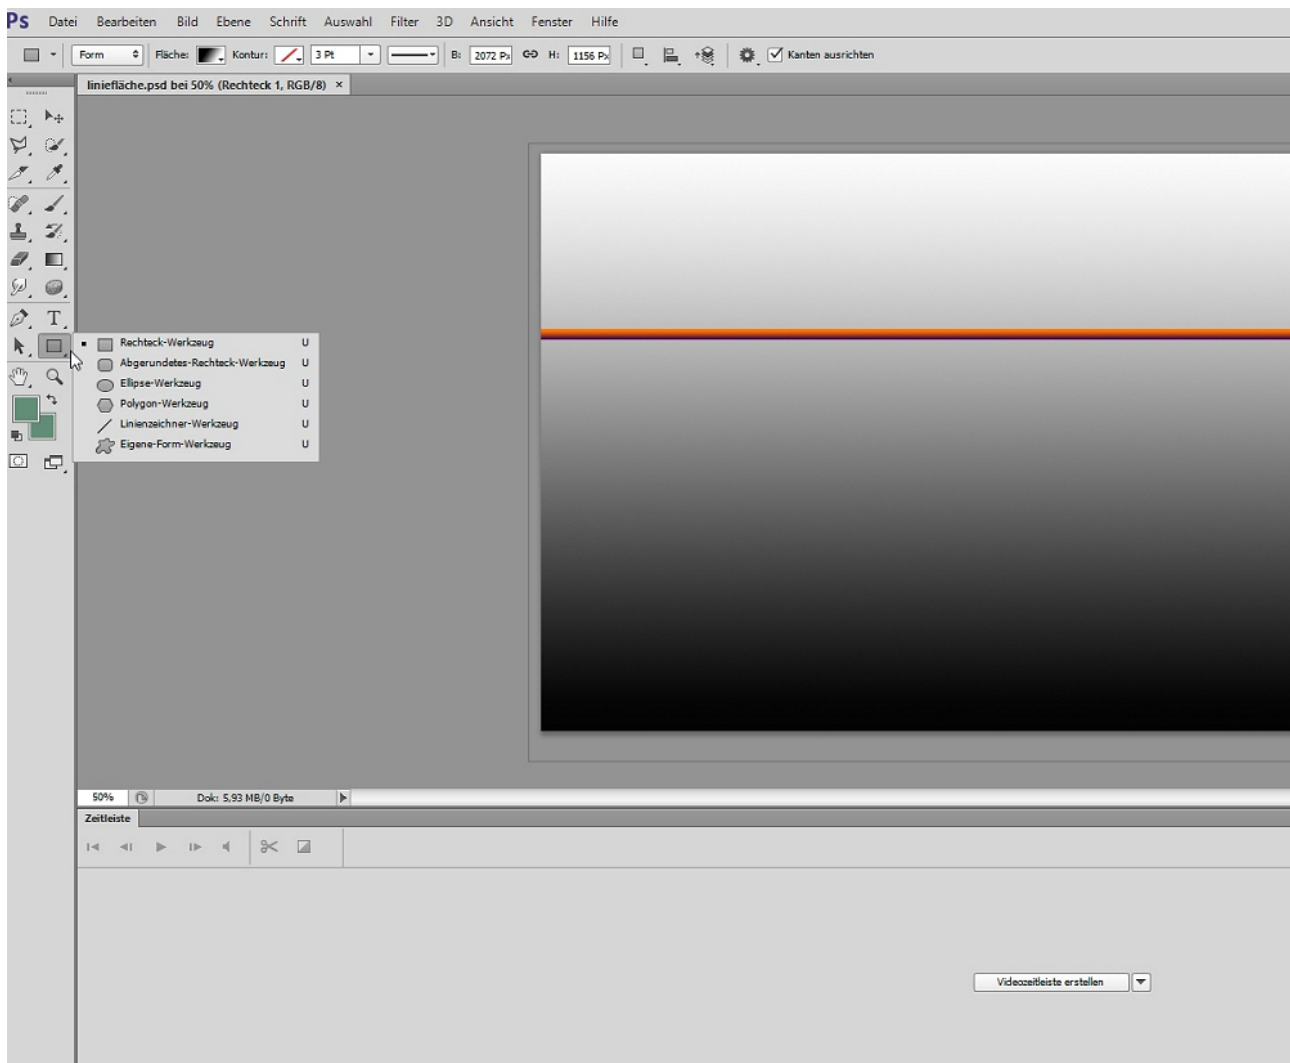 Ps Datei Bearbeiten Bild Ebene Schrift Auswahl Filter 3D Ansicht Fenster Hilfe
Form Fläche: Kontur: 3 Pt B: 2072 Px H: 1156 Px Kanten ausrichten
liniefläche.psd bei 50% (Rechteck 1, RGB/8) ×
T
Rechteck-Werkzeug U
Abgerundetes-Rechteck-Werkzeug U
Ellipse-Werkzeug U
Polygon-Werkzeug U
Linienzeichner-Werkzeug U
Eigene-Form-Werkzeug U
50% Dok: 5,93 MB/0 Byte
Zeitleiste
Videozeitleiste erstellen